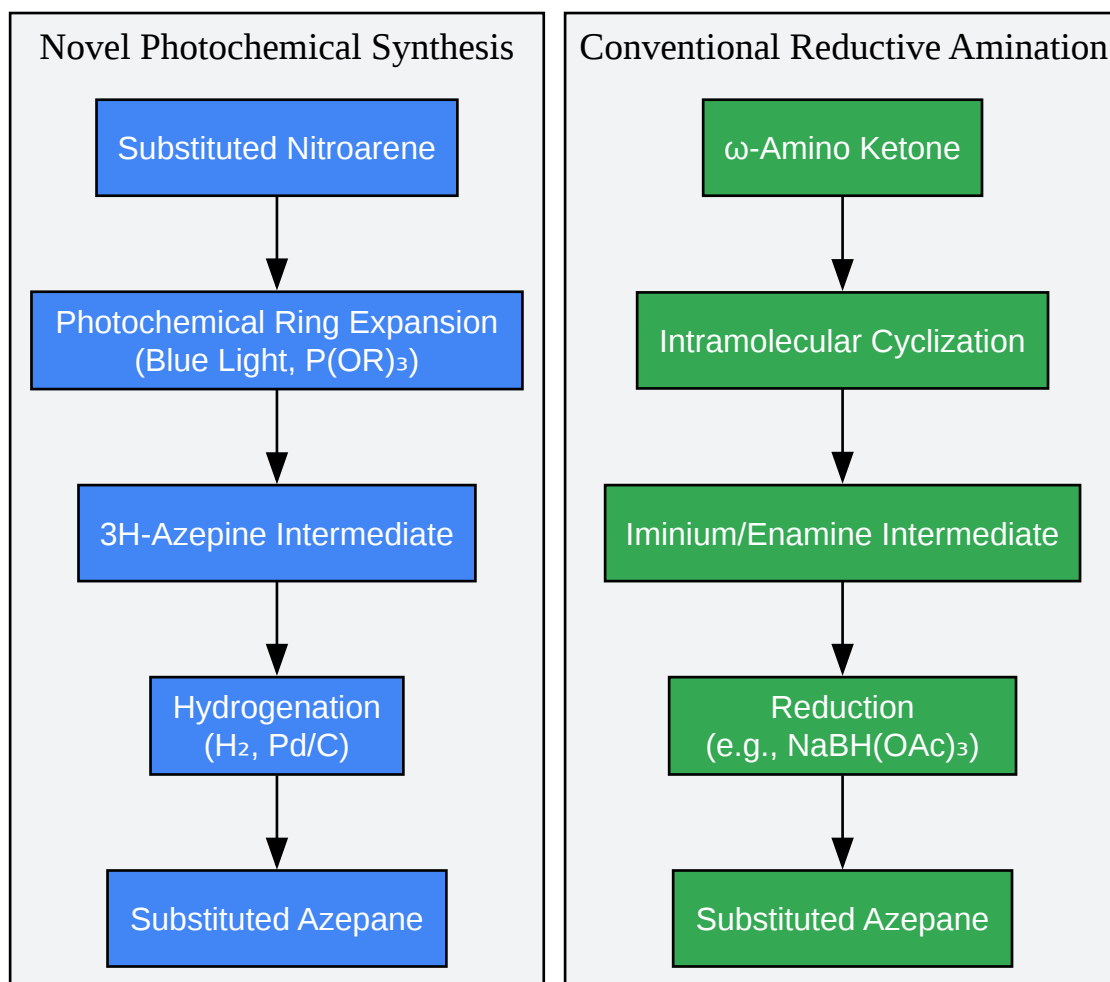 Novel Photochemical Synthesis
Substituted Nitroarene
Photochemical Ring Expansion
(Blue Light, P(OR)₃)
3H-Azepine Intermediate
Hydrogenation
(H₂, Pd/C)
Substituted Azepane
Conventional Reductive Amination
ω-Amino Ketone
Intramolecular Cyclization
Iminium/Enamine Intermediate
Reduction
(e.g., NaBH(OAc)₃)
Substituted Azepane